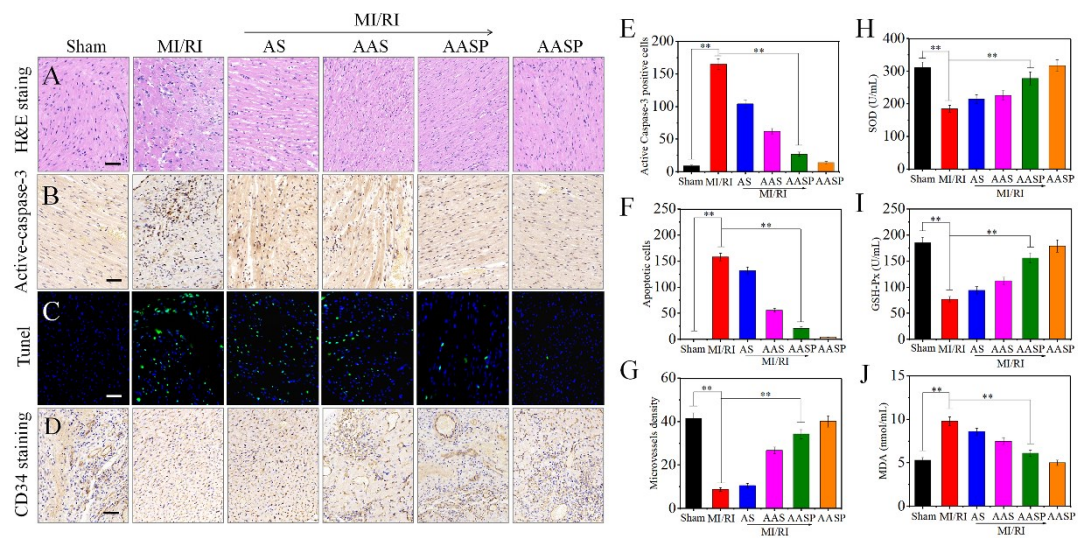 MI/RI
Sham MI/RI AS AAS AASP AASP
A
H&E staing
B
Active-caspase-3
C
Tunel
D
CD34 staining
E
Active Caspase-3 positive cells
200
150
100
50
0
** **
Sham MI/RI AS AAS AASP AASP
MI/RI
F
Apoptotic cells
250
200
150
100
50
0
** **
Sham MI/RI AS AAS AASP AASP
MI/RI
G
Microvessels density
60
40
20
0
** **
Sham MI/RI AS AAS AASP AASP
MI/RI
H
SOD (U/mL)
400
300
200
100
0
** **
Sham MI/RI AS AAS AASP AASP
MI/RI
I
GSH-Px (U/mL)
250
200
150
100
50
0
** **
Sham MI/RI AS AAS AASP AASP
MI/RI
J
MDA (nmol/mL)
15
10
5
0
** **
Sham MI/RI AS AAS AASP AASP
MI/RI